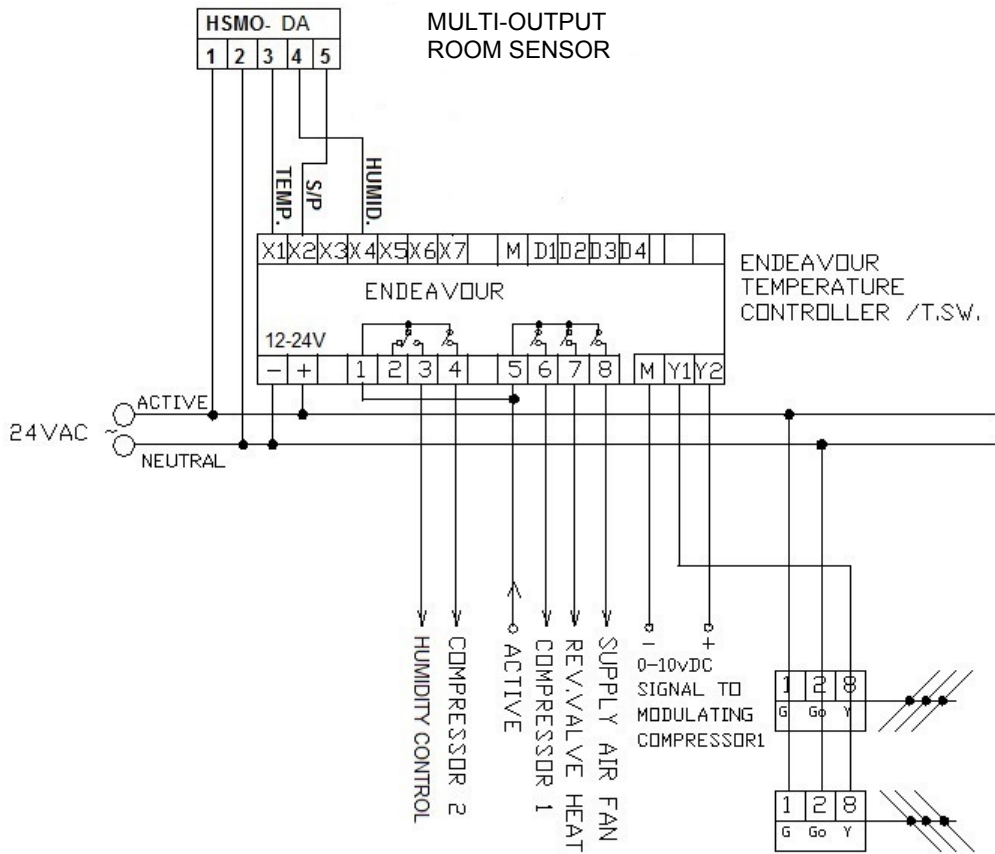 HSMO- DA
1 2 3 4 5
MULTI-OUTPUT
ROOM SENSOR
TEMP.
S/P
HUMID.
X1 X2 X3 X4 X5 X6 X7 M D1 D2 D3 D4
ENDEAVOUR
12-24V
- + 1 2 3 4 5 6 7 8 M Y1 Y2
ENDEAVOUR
TEMPERATURE
CONTROLLER /T.SW.
24VAC ~
ACTIVE
NEUTRAL
HUMIDITY CONTROL
COMPRESSOR 2
ACTIVE
COMPRESSOR 1
REV.VALVE HEAT
SUPPLY AIR FAN
- +
0-10vDC
SIGNAL TO
MODULATING
COMPRESSOR1
1 2 8
G Go Y
1 2 8
G Go Y